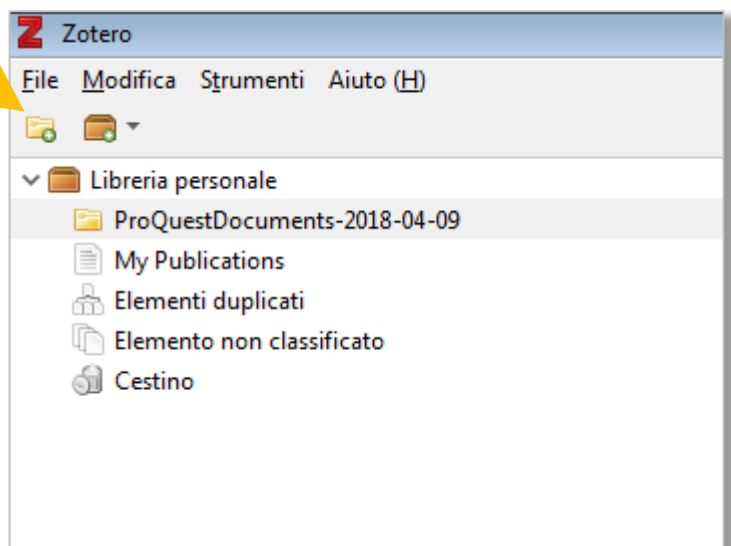 Zotero
File Modifica Strumenti Aiuto (H)
Libreria personale
ProQuestDocuments-2018-04-09
My Publications
Elementi duplicati
Elemento non classificato
Cestino